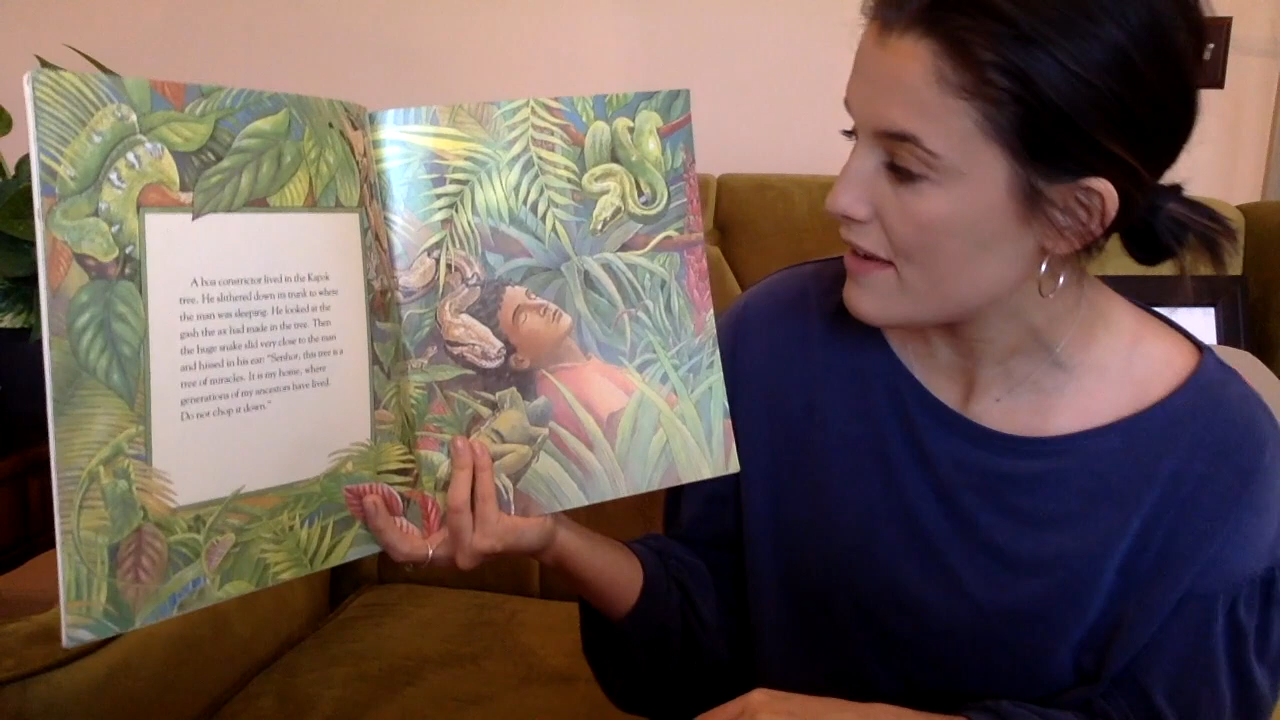 A boa constrictor lived in the Kapok
tree. He slithered down its trunk to where
the man was sleeping. He looked at the
gash the ax had made in the tree. Then
the huge snake slid very close to the man
and hissed in his ear: "Senhor, this tree is a
tree of miracles. It is my home, where
generations of my ancestors have lived.
Do not chop it down."